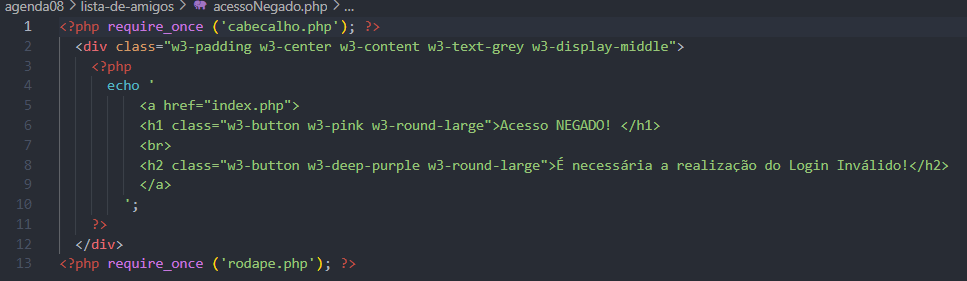 agenda08 > lista-de-amigos > acessoNegado.php > ...
1 <?php require_once ('cabecalho.php'); ?>
2 <div class="w3-padding w3-center w3-content w3-text-grey w3-display-middle">
3 <?php
4 echo '
5 <a href="index.php">
6 <h1 class="w3-button w3-pink w3-round-large">Acesso NEGADO! </h1>
7 <br>
8 <h2 class="w3-button w3-deep-purple w3-round-large">É necessária a realização do Login Inválido!</h2>
9 </a>
10 ';
11 ?>
12 </div>
13 <?php require_once ('rodape.php'); ?>